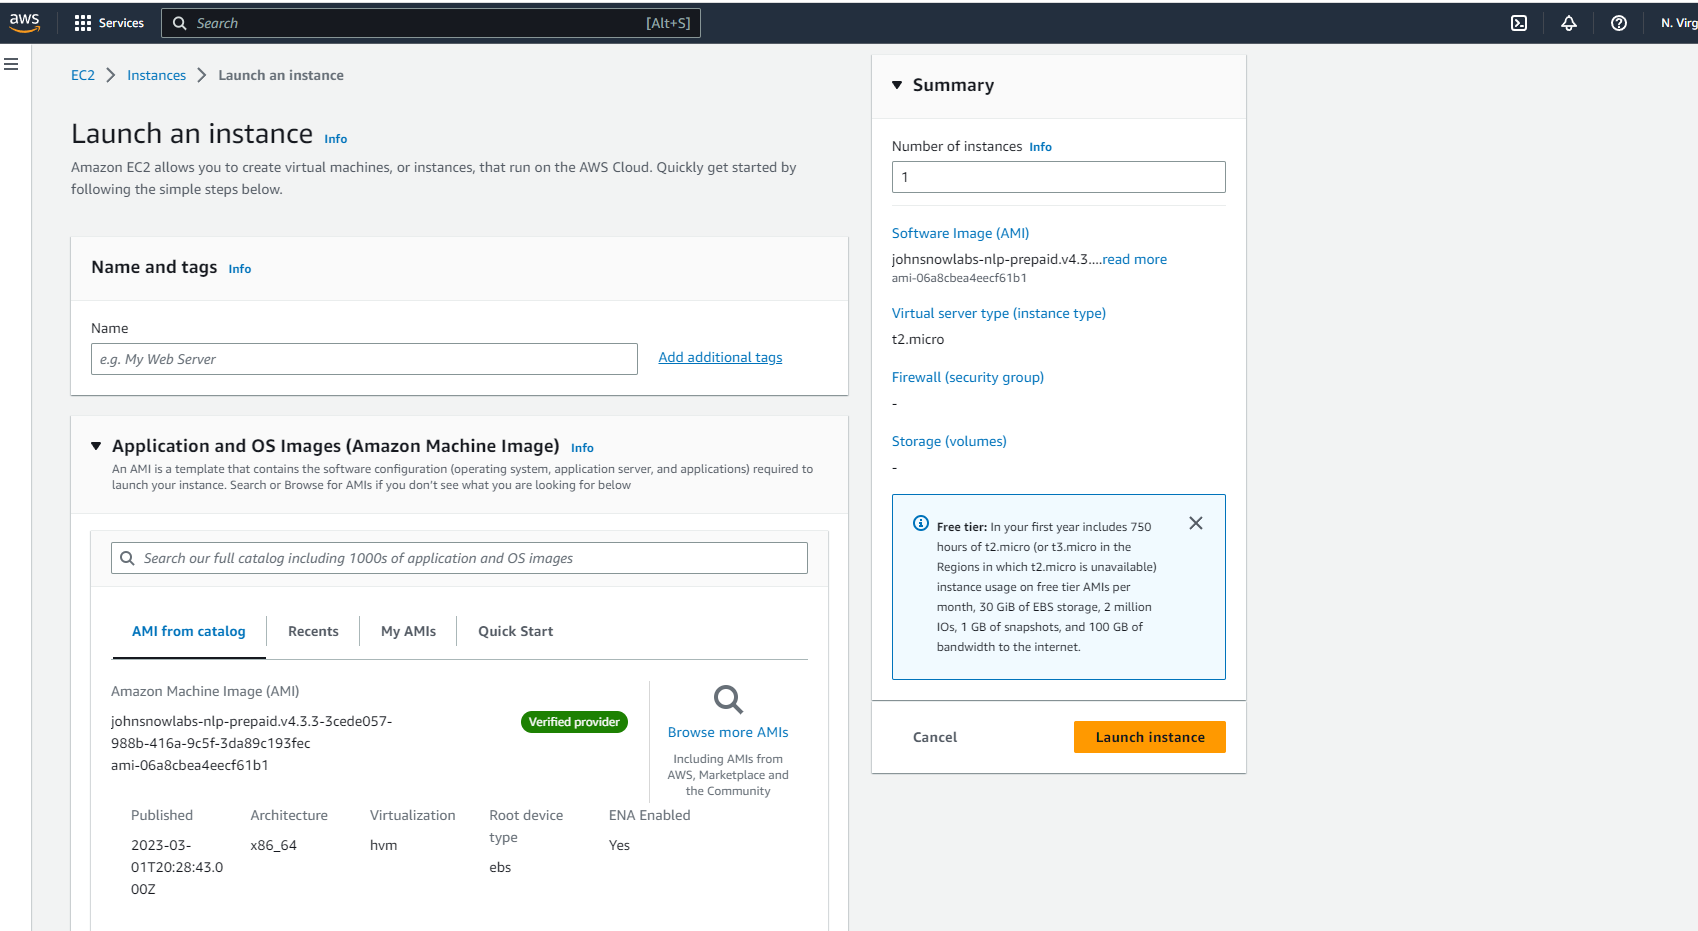 aws
Services
Search
[Alt+S]
N. Virg
EC2 > Instances > Launch an instance
Launch an instance Info
Amazon EC2 allows you to create virtual machines, or instances, that run on the AWS Cloud. Quickly get started by
following the simple steps below.
Name and tags Info
Name
e.g. My Web Server
Add additional tags
Application and OS Images (Amazon Machine Image) Info
An AMI is a template that contains the software configuration (operating system, application server, and applications) required to
launch your instance. Search or Browse for AMIs if you don't see what you are looking for below
Search our full catalog including 1000s of application and OS images
AMI from catalog
Recents
My AMIs
Quick Start
Amazon Machine Image (AMI)
johnsnowlabs-nlp-prepaid.v4.3.3-3cede057-
988b-416a-9c5f-3da89c193fec
ami-06a8cbea4eecf61b1
Verified provider
Browse more AMIs
Including AMIs from
AWS, Marketplace and
the Community
Published
2023-03-
01T20:28:43.0
00Z
Architecture
x86_64
Virtualization
hvm
Root device
type
ebs
ENA Enabled
Yes
Summary
Number of instances Info
1
Software Image (AMI)
johnsnowlabs-nlp-prepaid.v4.3....read more
ami-06a8cbea4eecf61b1
Virtual server type (instance type)
t2.micro
Firewall (security group)
-
Storage (volumes)
-
Free tier: In your first year includes 750
hours of t2.micro (or t3.micro in the
Regions in which t2.micro is unavailable)
instance usage on free tier AMIs per
month, 30 GiB of EBS storage, 2 million
IOs, 1 GB of snapshots, and 100 GB of
bandwidth to the internet.
Cancel
Launch instance